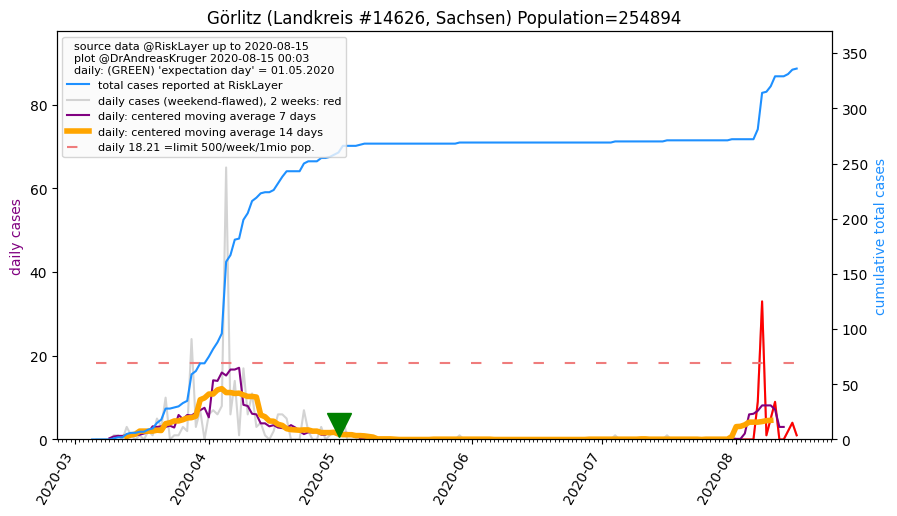 Görlitz (Landkreis #14626, Sachsen) Population=254894
source data @RiskLayer up to 2020-08-15
plot @DrAndreasKruger 2020-08-15 00:03
daily: (GREEN) 'expectation day' = 01.05.2020
total cases reported at RiskLayer
daily cases (weekend-flawed), 2 weeks: red
daily: centered moving average 7 days
daily: centered moving average 14 days
daily 18.21 =limit 500/week/1mio pop.
daily cases
80
60
40
20
0
cumulative total cases
350
300
250
200
150
100
50
0
2020-03
2020-04
2020-05
2020-06
2020-07
2020-08